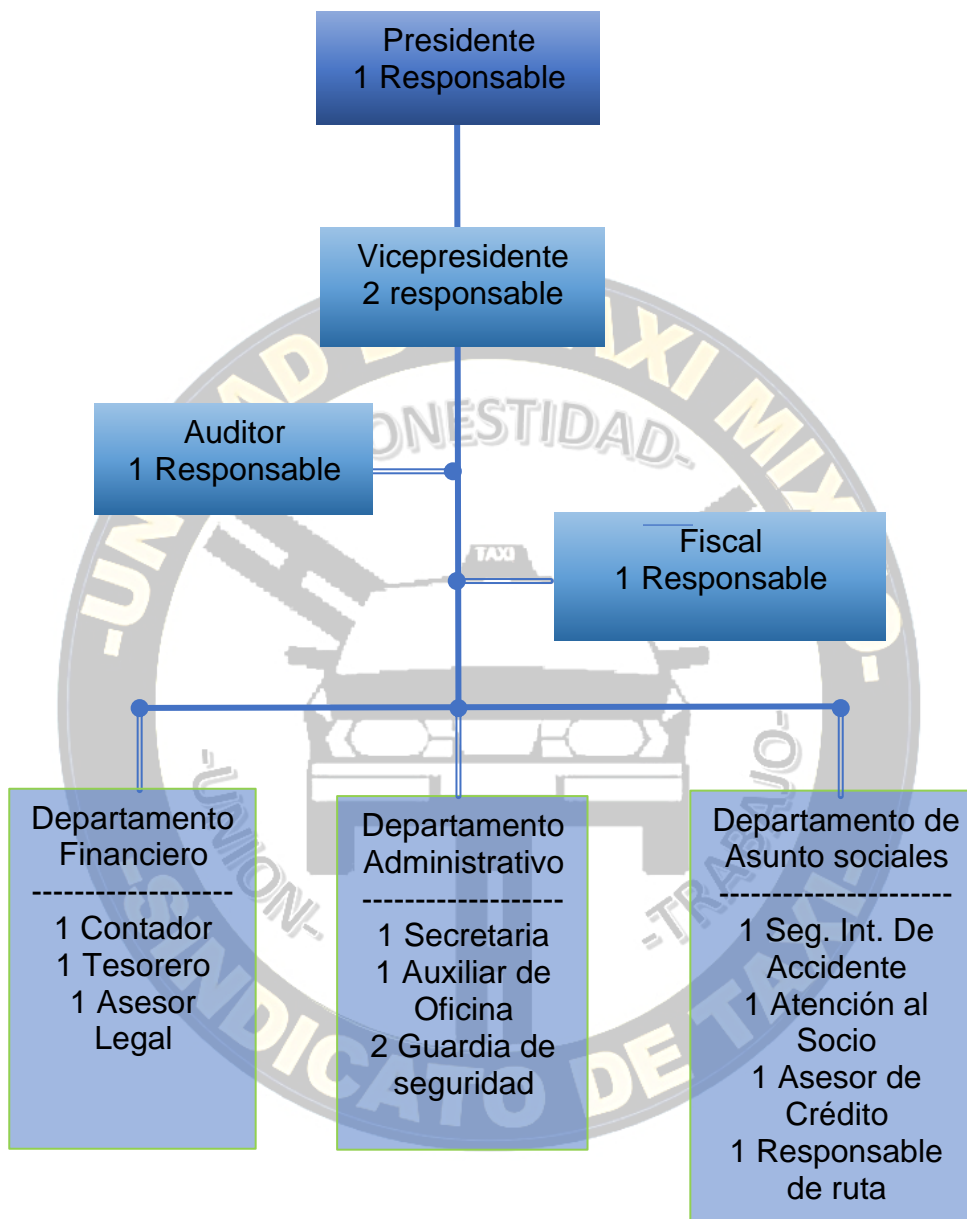 Presidente
1 Responsable
Vicepresidente
2 responsable
Auditor
1 Responsable
Fiscal
1 Responsable
Departamento
Financiero
--------------------
1 Contador
1 Tesorero
1 Asesor
Legal
Departamento
Administrativo
--------------------
1 Secretaria
1 Auxiliar de
Oficina
2 Guardia de
seguridad
Departamento de
Asunto sociales
--------------------
1 Seg. Int. De
Accidente
1 Atención al
Socio
1 Asesor de
Crédito
1 Responsable
de ruta
TAXI MIX
ONESTIDAD-
TAXI
-UNION-
-TRABAJO-
-SINDICATO DE TAXI-